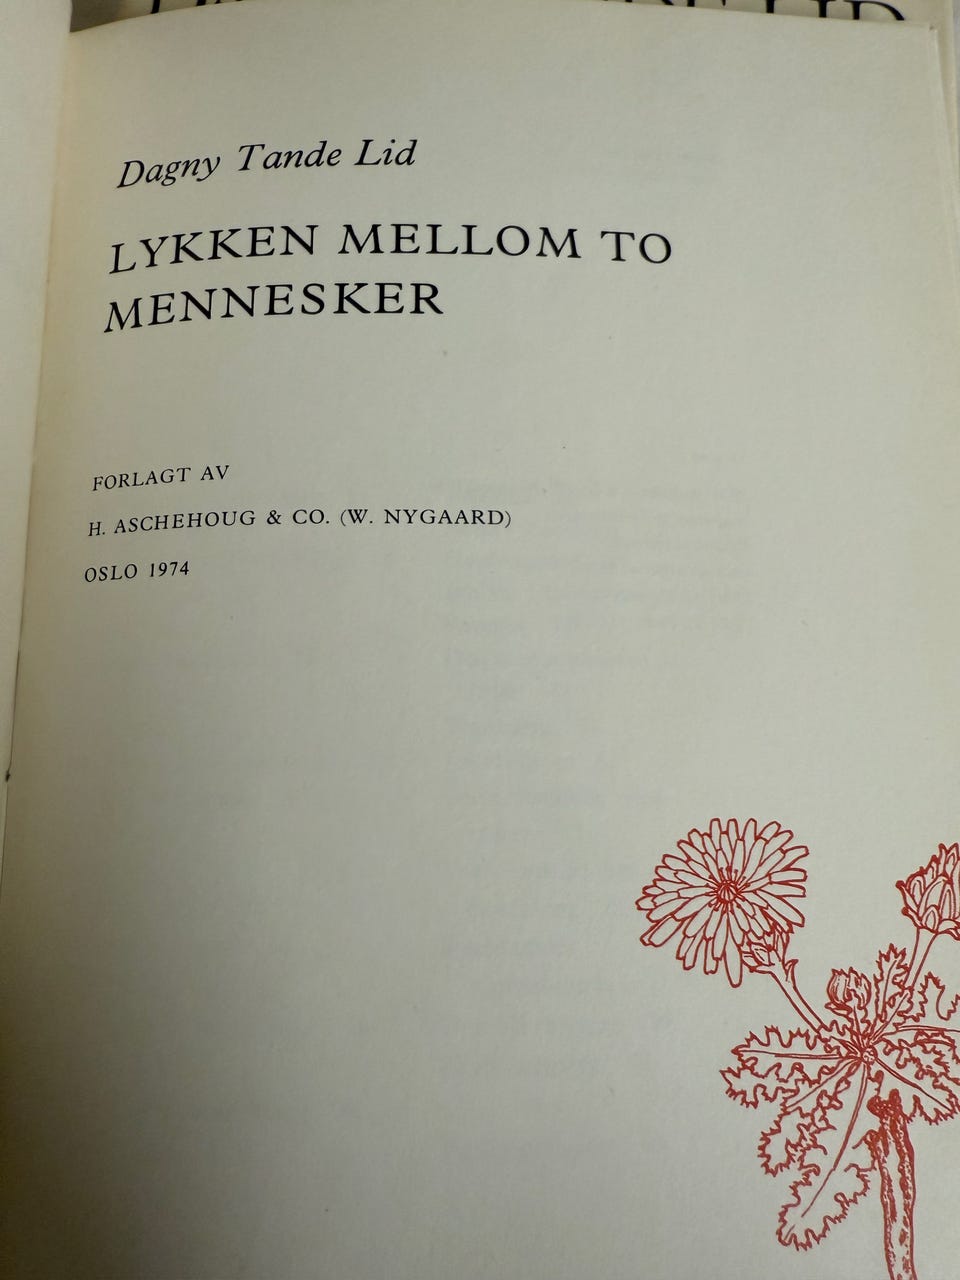 Dagny Tande Lid
LYKKEN MELLOM TO
MENNESKER
FORLAGT AV
H. ASCHEHOUG & CO. (W. NYGAARD)
OSLO 1974